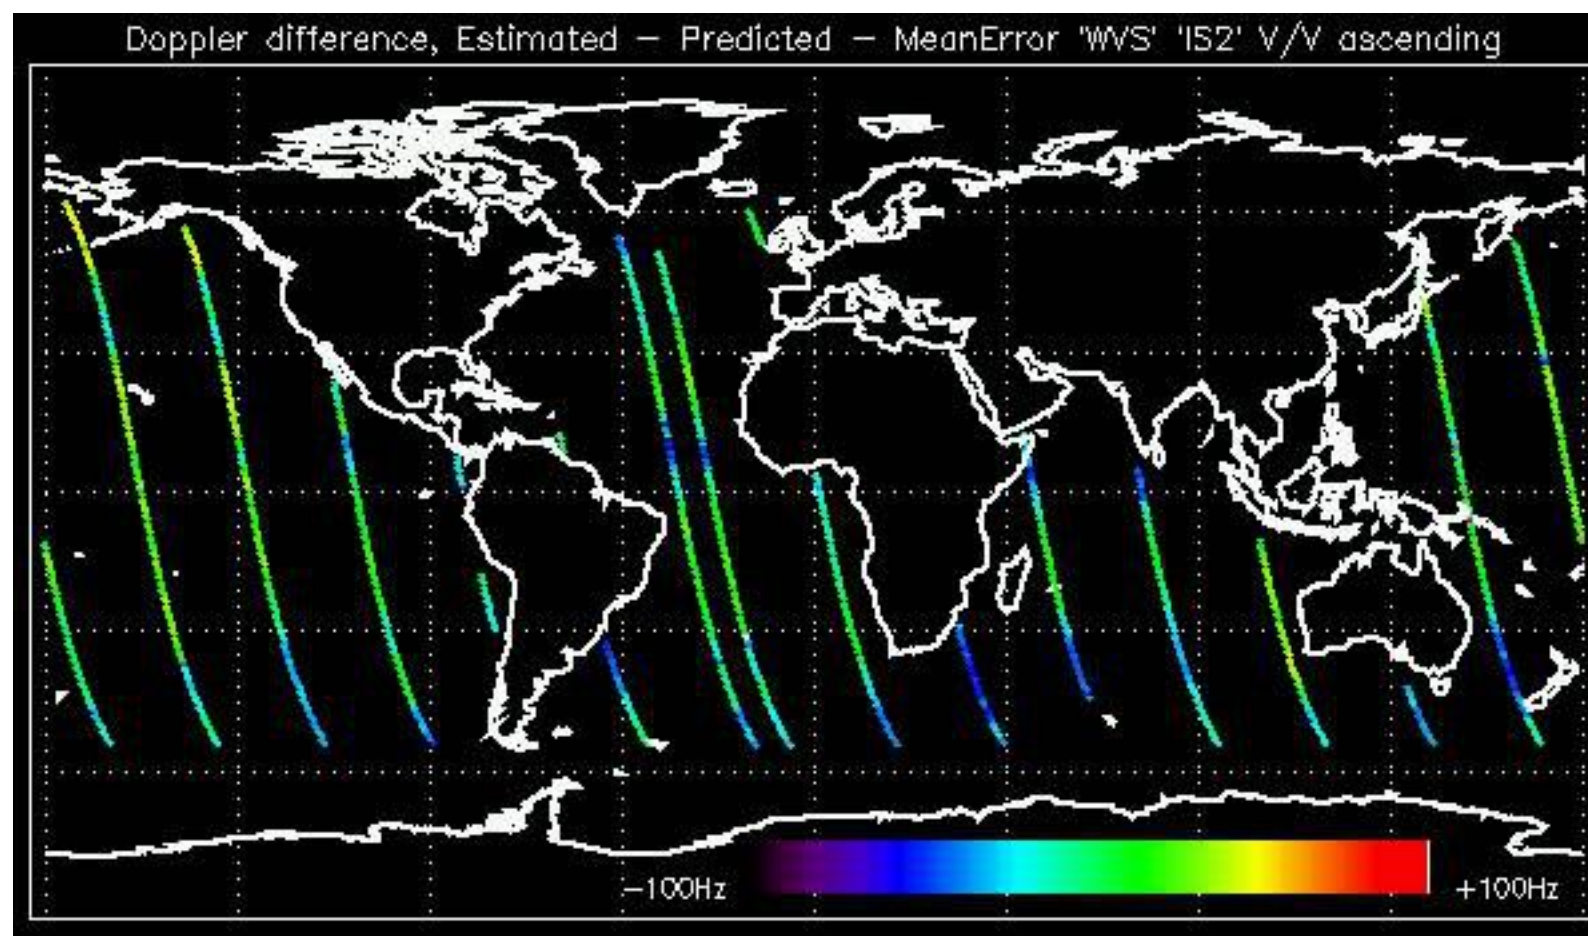 Doppler difference, Estimated – Predicted – MeanError 'WVS' 'IS2' V/V ascending
–100Hz +100Hz